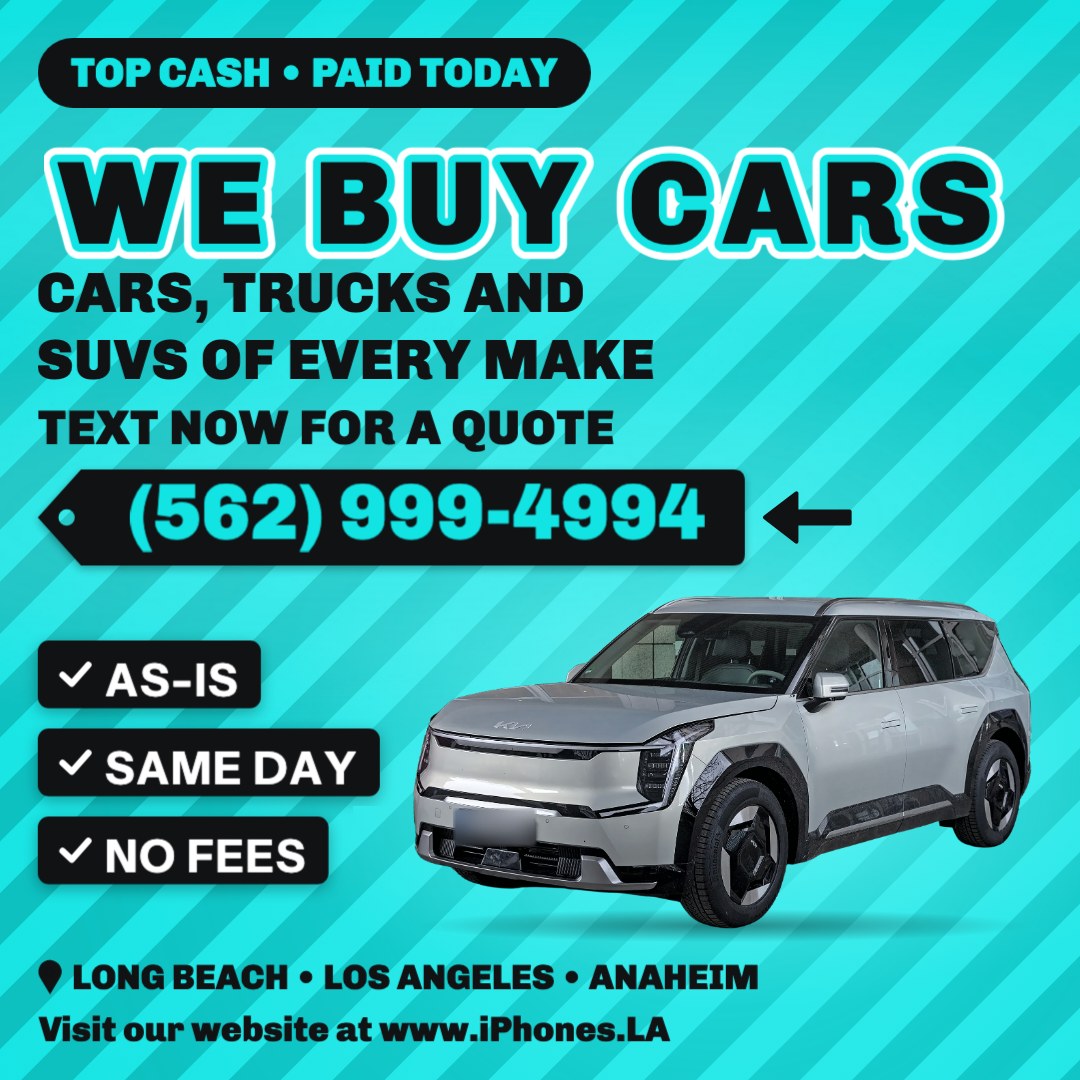 TOP CASH • PAID TODAY
WE BUY CARS
CARS, TRUCKS AND
SUVS OF EVERY MAKE
TEXT NOW FOR A QUOTE
(562) 999-4994
✓ AS-IS
✓ SAME DAY
✓ NO FEES
KIA
LONG BEACH • LOS ANGELES • ANAHEIM
Visit our website at www.iPhones.LA